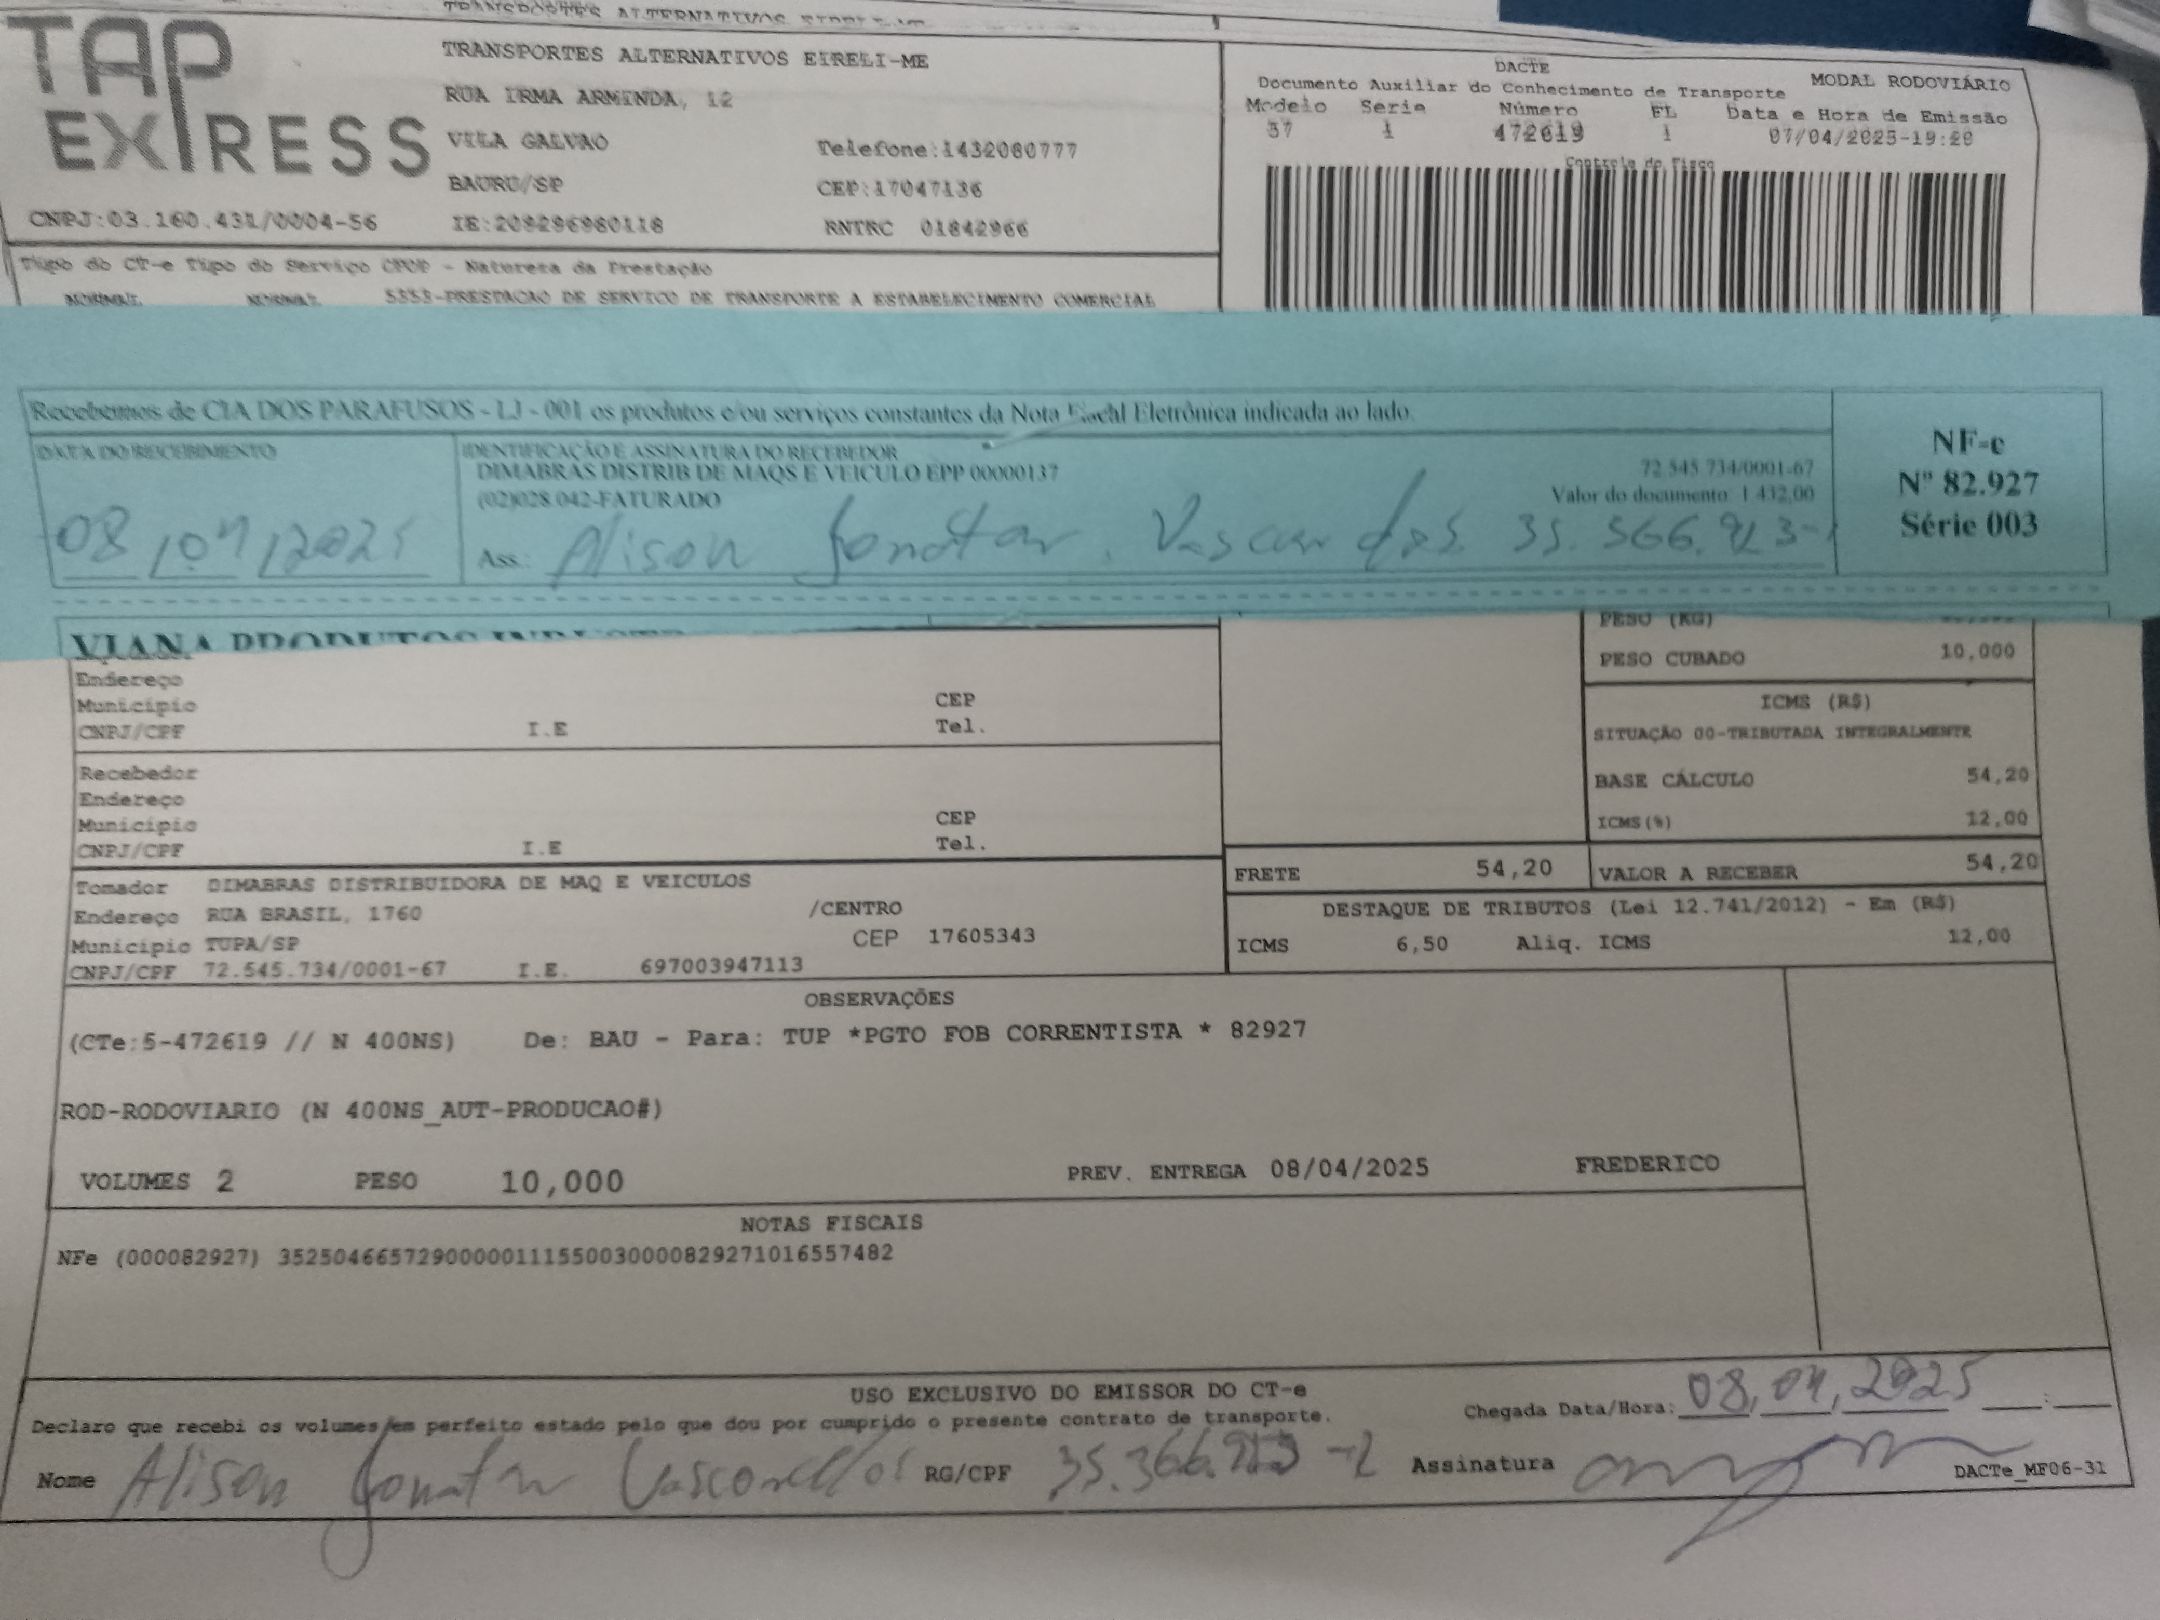 TRANSPORTES ALTERNATIVOS EIRELI-ME
TAP
EXPRESS
CNPJ:03.160.431/0004-56
TRANSPORTES ALTERNATIVOS EIRELI-ME
RUA IRMA ARMINDA, 12
VILA GALVAO Telefone:1432080777
BAURU/SP CEP:17047136
IE:209296980118 RNTRC 01842966
DACTE
Documento Auxiliar do Conhecimento de Transporte MODAL RODOVIÁRIO
Modelo Serie Número FL Data e Hora de Emissão
57 1 472619 1 07/04/2025-19:20
Controle do Fisco
Tipo do CT-e Tipo do Serviço CFOP - Natureza da Prestação
NORMAL NORMAL 5353-PRESTACAO DE SERVICO DE TRANSPORTE A ESTABELECIMENTO COMERCIAL
Recebemos de CIA DOS PARAFUSOS - LJ - 001 os produtos e/ou serviços constantes da Nota Fiscal Eletrônica indicada ao lado.
DATA DO RECEBIMENTO
08/04/2025
IDENTIFICAÇÃO E ASSINATURA DO RECEBEDOR
DIMABRAS DISTRIB DE MAQS E VEICULO EPP 00000137 72.545.734/0001-67
(02)028.042-FATURADO Valor do documento: 1.432,00
Ass.: Alison Jonatan
NF-e
Nº 82.927
Série 003
VIANA PRODUTOS
PESO (KG)
PESO CUBADO 10,000
Endereço
Município CEP
CNPJ/CPF I.E Tel.
ICMS (R$)
SITUAÇÃO 00-TRIBUTADA INTEGRALMENTE
BASE CÁLCULO 54,20
ICMS(%) 12,00
Recebedor
Endereço
Município CEP
CNPJ/CPF I.E Tel.
FRETE 54,20 VALOR A RECEBER 54,20
Tomador DIMABRAS DISTRIBUIDORA DE MAQ E VEICULOS
Endereço RUA BRASIL, 1760 /CENTRO
Município TUPA/SP CEP 17605343
CNPJ/CPF 72.545.734/0001-67 I.E. 697003947113
DESTAQUE DE TRIBUTOS (Lei 12.741/2012) - Em (R$)
ICMS 6,50 Aliq. ICMS 12,00
OBSERVAÇÕES
(CTe:5-472619 // N 400NS) De: BAU - Para: TUP *PGTO FOB CORRENTISTA * 82927
ROD-RODOVIARIO (N 400NS_AUT-PRODUCAO#)
VOLUMES 2 PESO 10,000 PREV. ENTREGA 08/04/2025 FREDERICO
NOTAS FISCAIS
NFe (000082927) 35250466572900000111550030000829271016557482
USO EXCLUSIVO DO EMISSOR DO CT-e
Declaro que recebi os volumes em perfeito estado pelo que dou por cumprido o presente contrato de transporte.
Chegada Data/Hora: 08,04,2025 __:__
Nome Alison Jonatan Vasconcellos RG/CPF Assinatura
DACTe_MF06-31